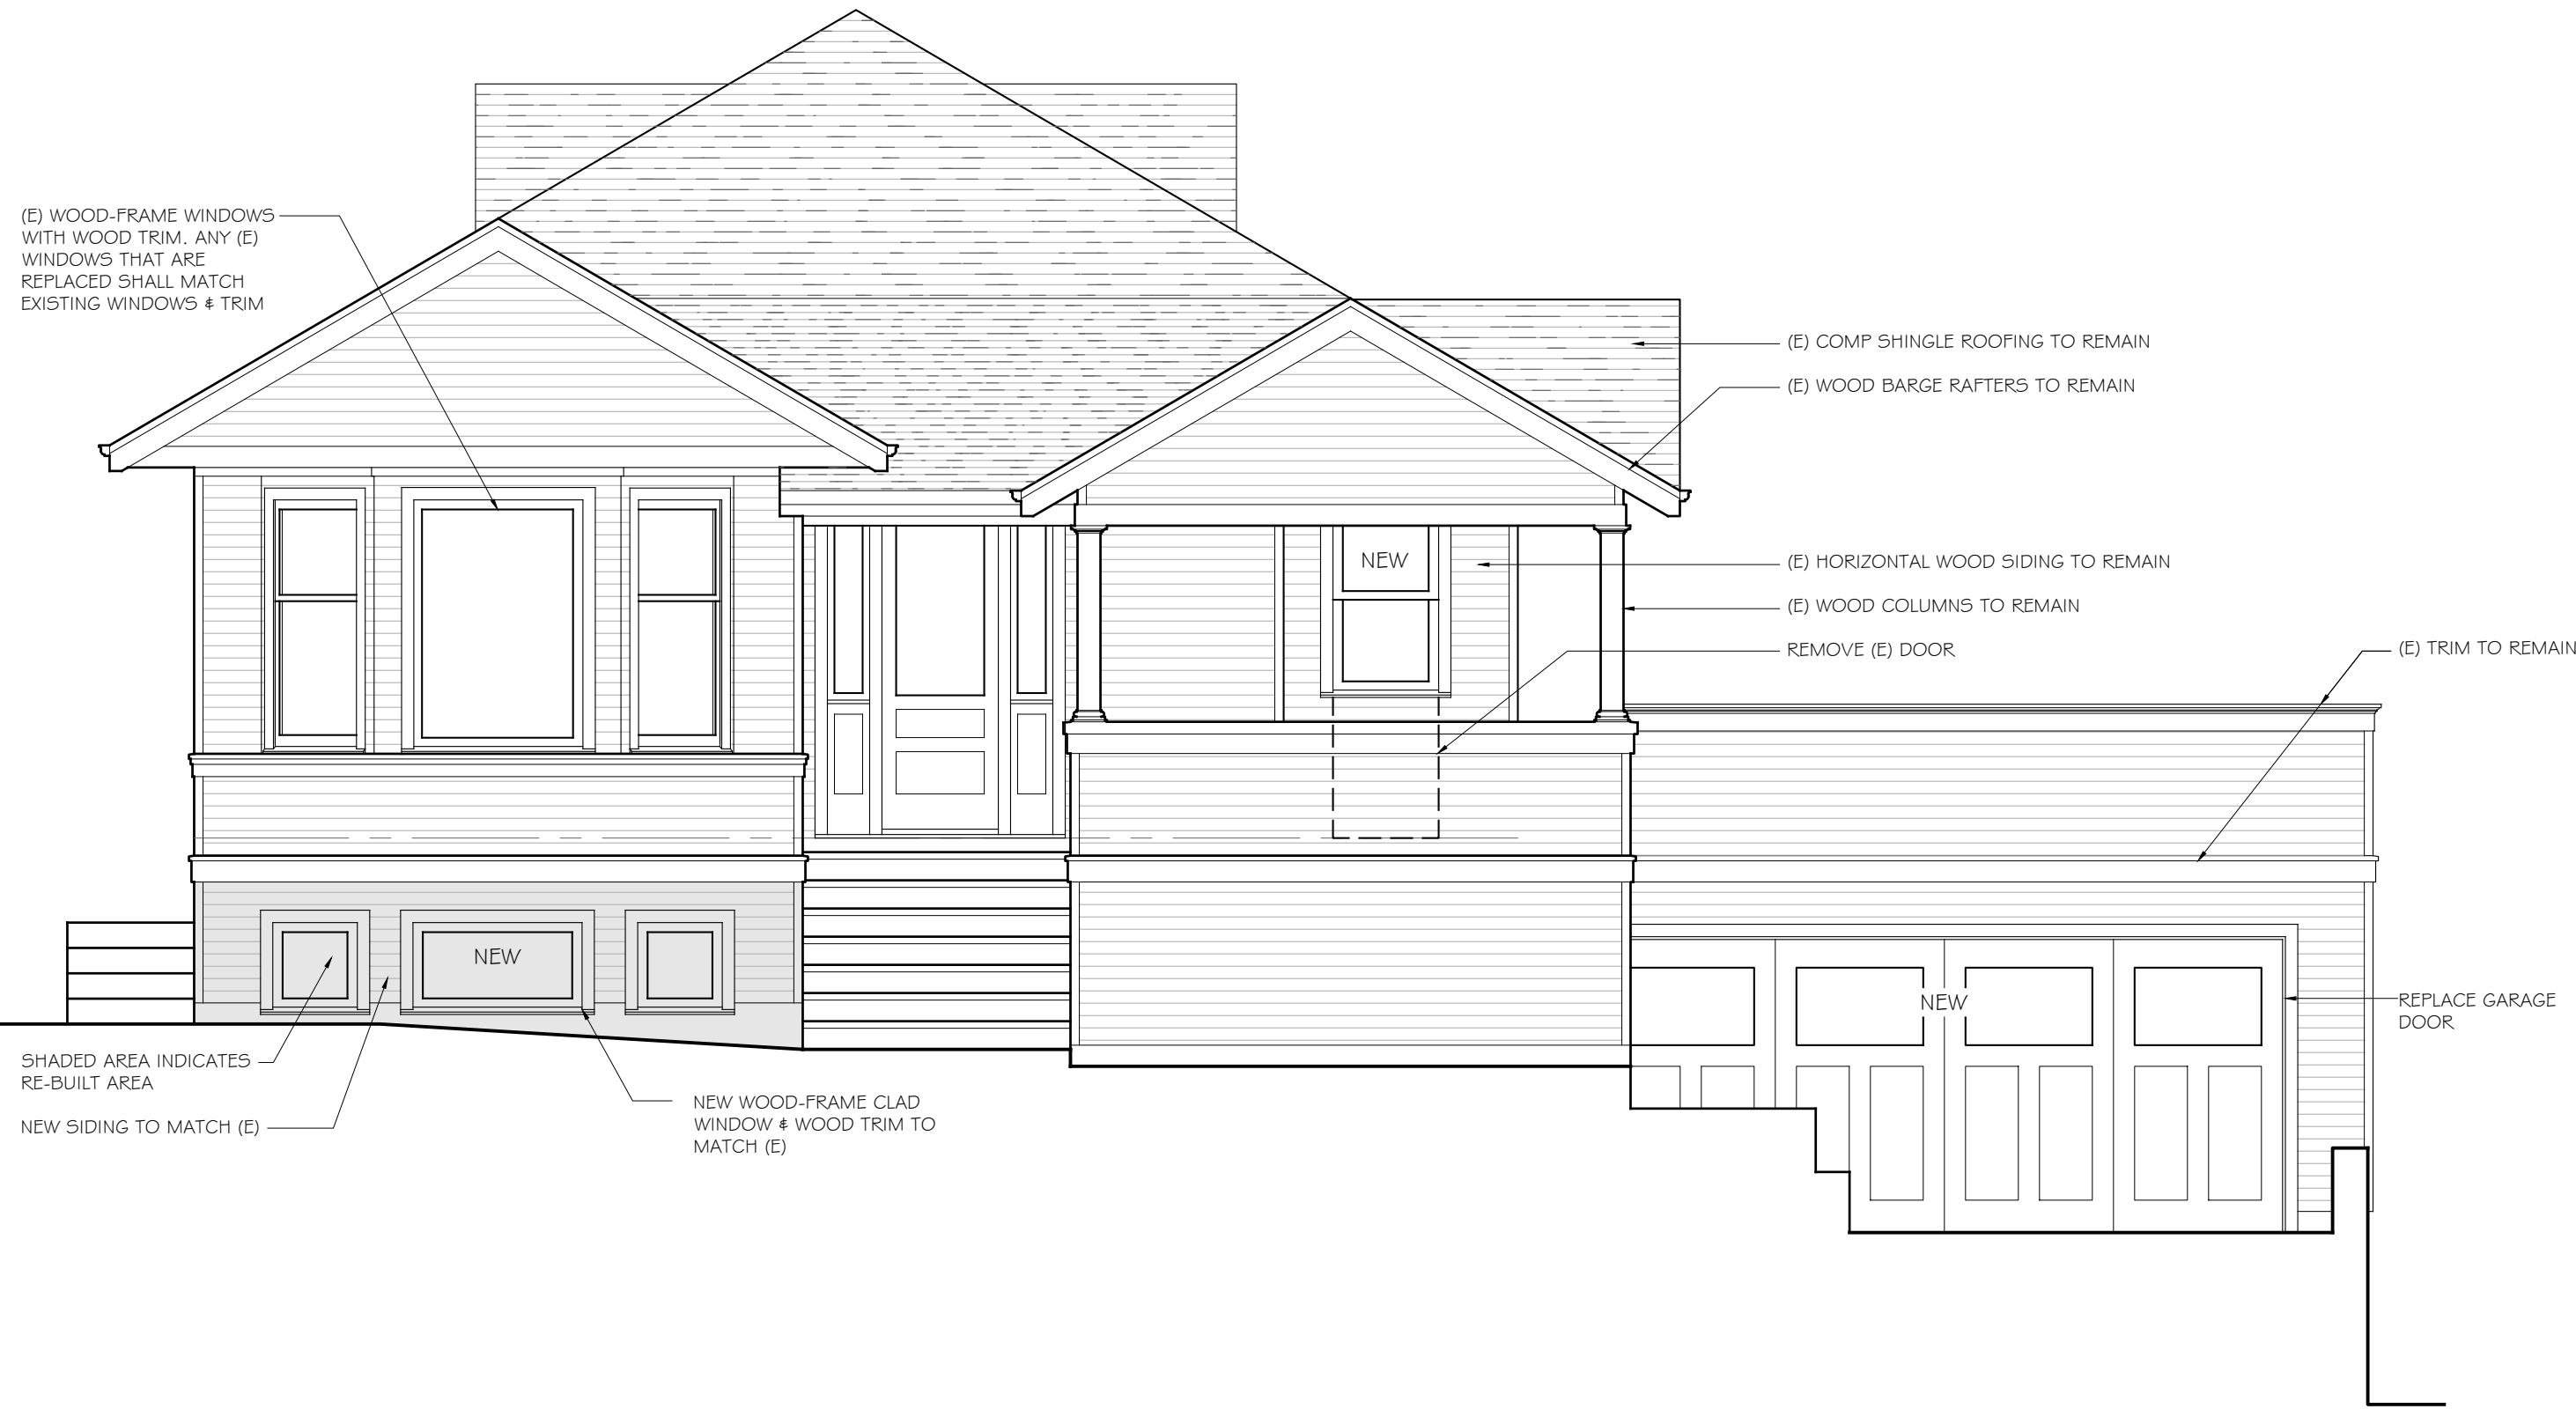 (E) WOOD-FRAME WINDOWS
WITH WOOD TRIM. ANY (E)
WINDOWS THAT ARE
REPLACED SHALL MATCH
EXISTING WINDOWS & TRIM
(E) COMP SHINGLE ROOFING TO REMAIN
(E) WOOD BARGE RAFTERS TO REMAIN
NEW
(E) HORIZONTAL WOOD SIDING TO REMAIN
(E) WOOD COLUMNS TO REMAIN
REMOVE (E) DOOR
(E) TRIM TO REMAIN
NEW
NEW
REPLACE GARAGE
DOOR
SHADED AREA INDICATES
RE-BUILT AREA
NEW SIDING TO MATCH (E)
NEW WOOD-FRAME CLAD
WINDOW & WOOD TRIM TO
MATCH (E)